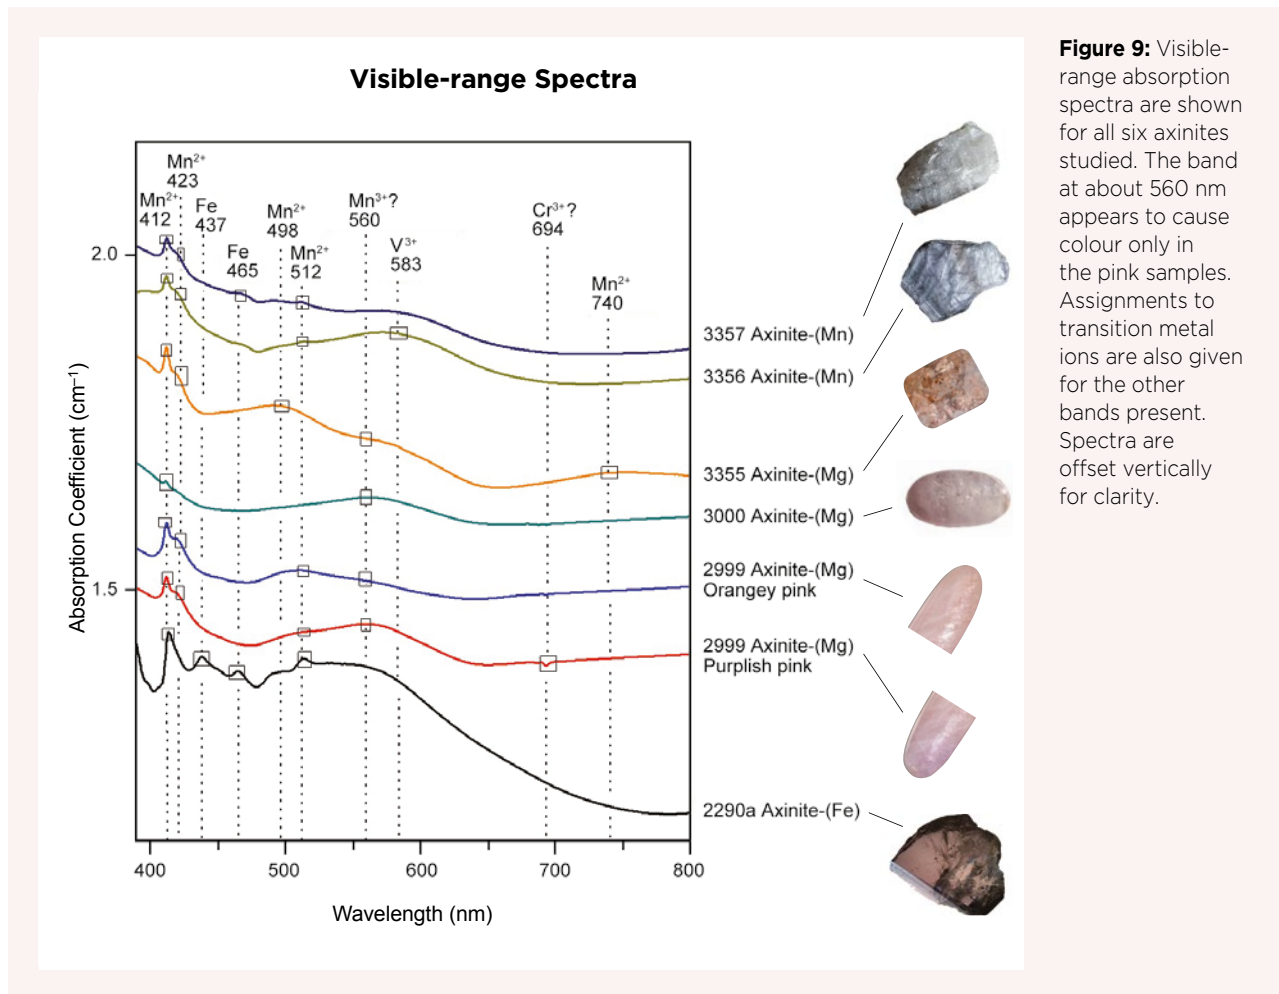 Visible-range Spectra
Mn²⁺
423
Mn²⁺
412
Fe
437
Fe
465
Mn²⁺
498
Mn²⁺
512
Mn³⁺?
560
V³⁺
583
Cr³⁺?
694
Mn²⁺
740
2.0
1.5
Absorption Coefficient (cm⁻¹)
400
500
600
700
800
Wavelength (nm)
3357 Axinite-(Mn)
3356 Axinite-(Mn)
3355 Axinite-(Mg)
3000 Axinite-(Mg)
2999 Axinite-(Mg)
Orangey pink
2999 Axinite-(Mg)
Purplish pink
2290a Axinite-(Fe)
Figure 9: Visible-
range absorption
spectra are shown
for all six axinites
studied. The band
at about 560 nm
appears to cause
colour only in
the pink samples.
Assignments to
transition metal
ions are also given
for the other
bands present.
Spectra are
offset vertically
for clarity.